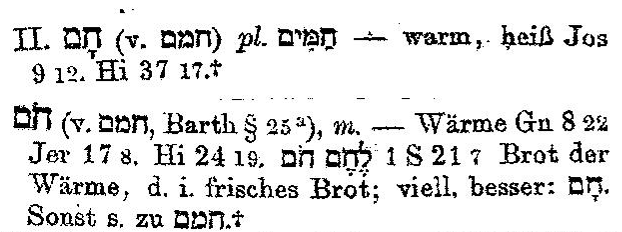 II. חָם (v. חמם) pl. חַמִּים — warm, heiß Jos
9 12. Hi 37 17.†
חֹם (v. חמם, Barth § 25 a), m. — Wärme Gn 8 22
Jer 17 8. Hi 24 19. לֶחֶם חֹם 1 S 21 7 Brot der
Wärme, d. i. frisches Brot; viell. besser: חָם.
Sonst s. zu חמם.†